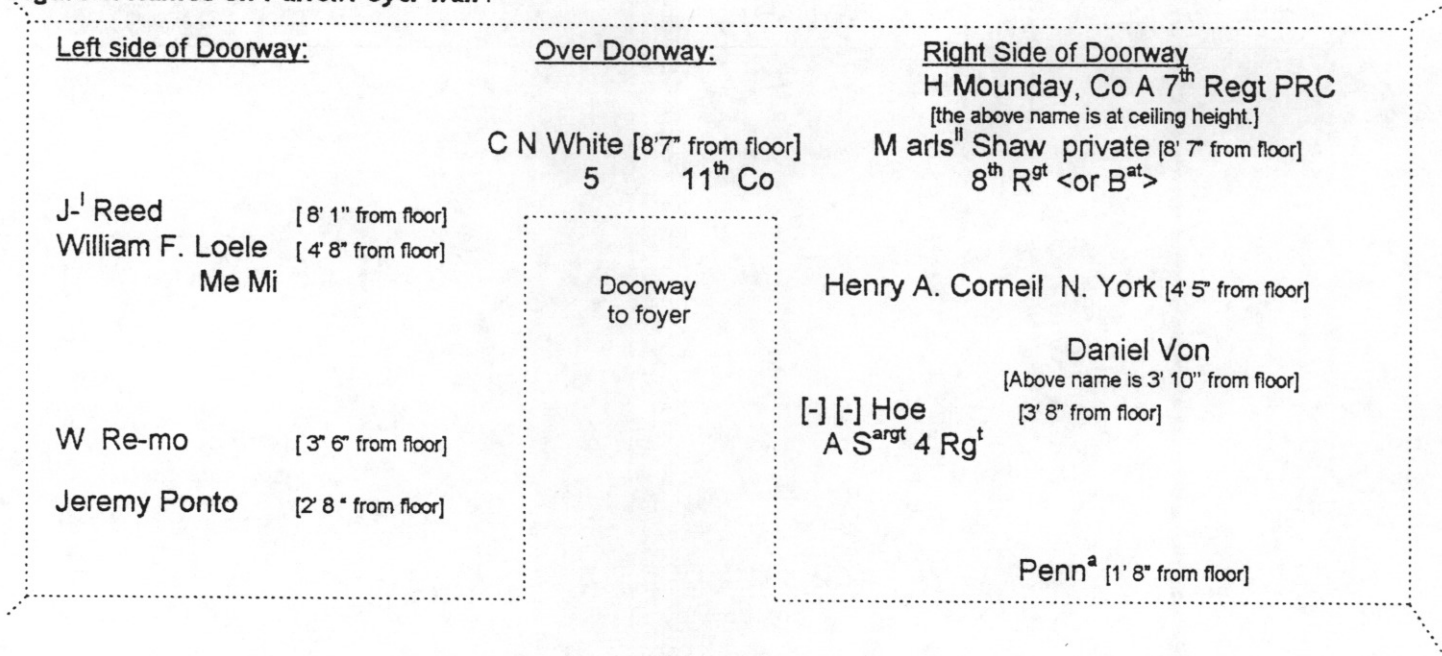 Left side of Doorway:
J-ˡ Reed [ 8' 1" from floor]
William F. Loele [ 4' 8" from floor]
Me Mi
W Re-mo [ 3" 6" from floor]
Jeremy Ponto [2' 8 " from floor]
Over Doorway:
C N White [8'7" from floor]
5 11th Co
Doorway
to foyer
Right Side of Doorway
H Mounday, Co A 7th Regt PRC
[the above name is at ceiling height.]
M arls" Shaw private [8' 7" from floor]
8th Rgt <or Bat>
Henry A. Corneil N. York [4' 5" from floor]
Daniel Von
[Above name is 3' 10" from floor]
[-] [-] Hoe [3' 8" from floor]
A Sargt 4 Rgt
Penna [1' 8" from floor]